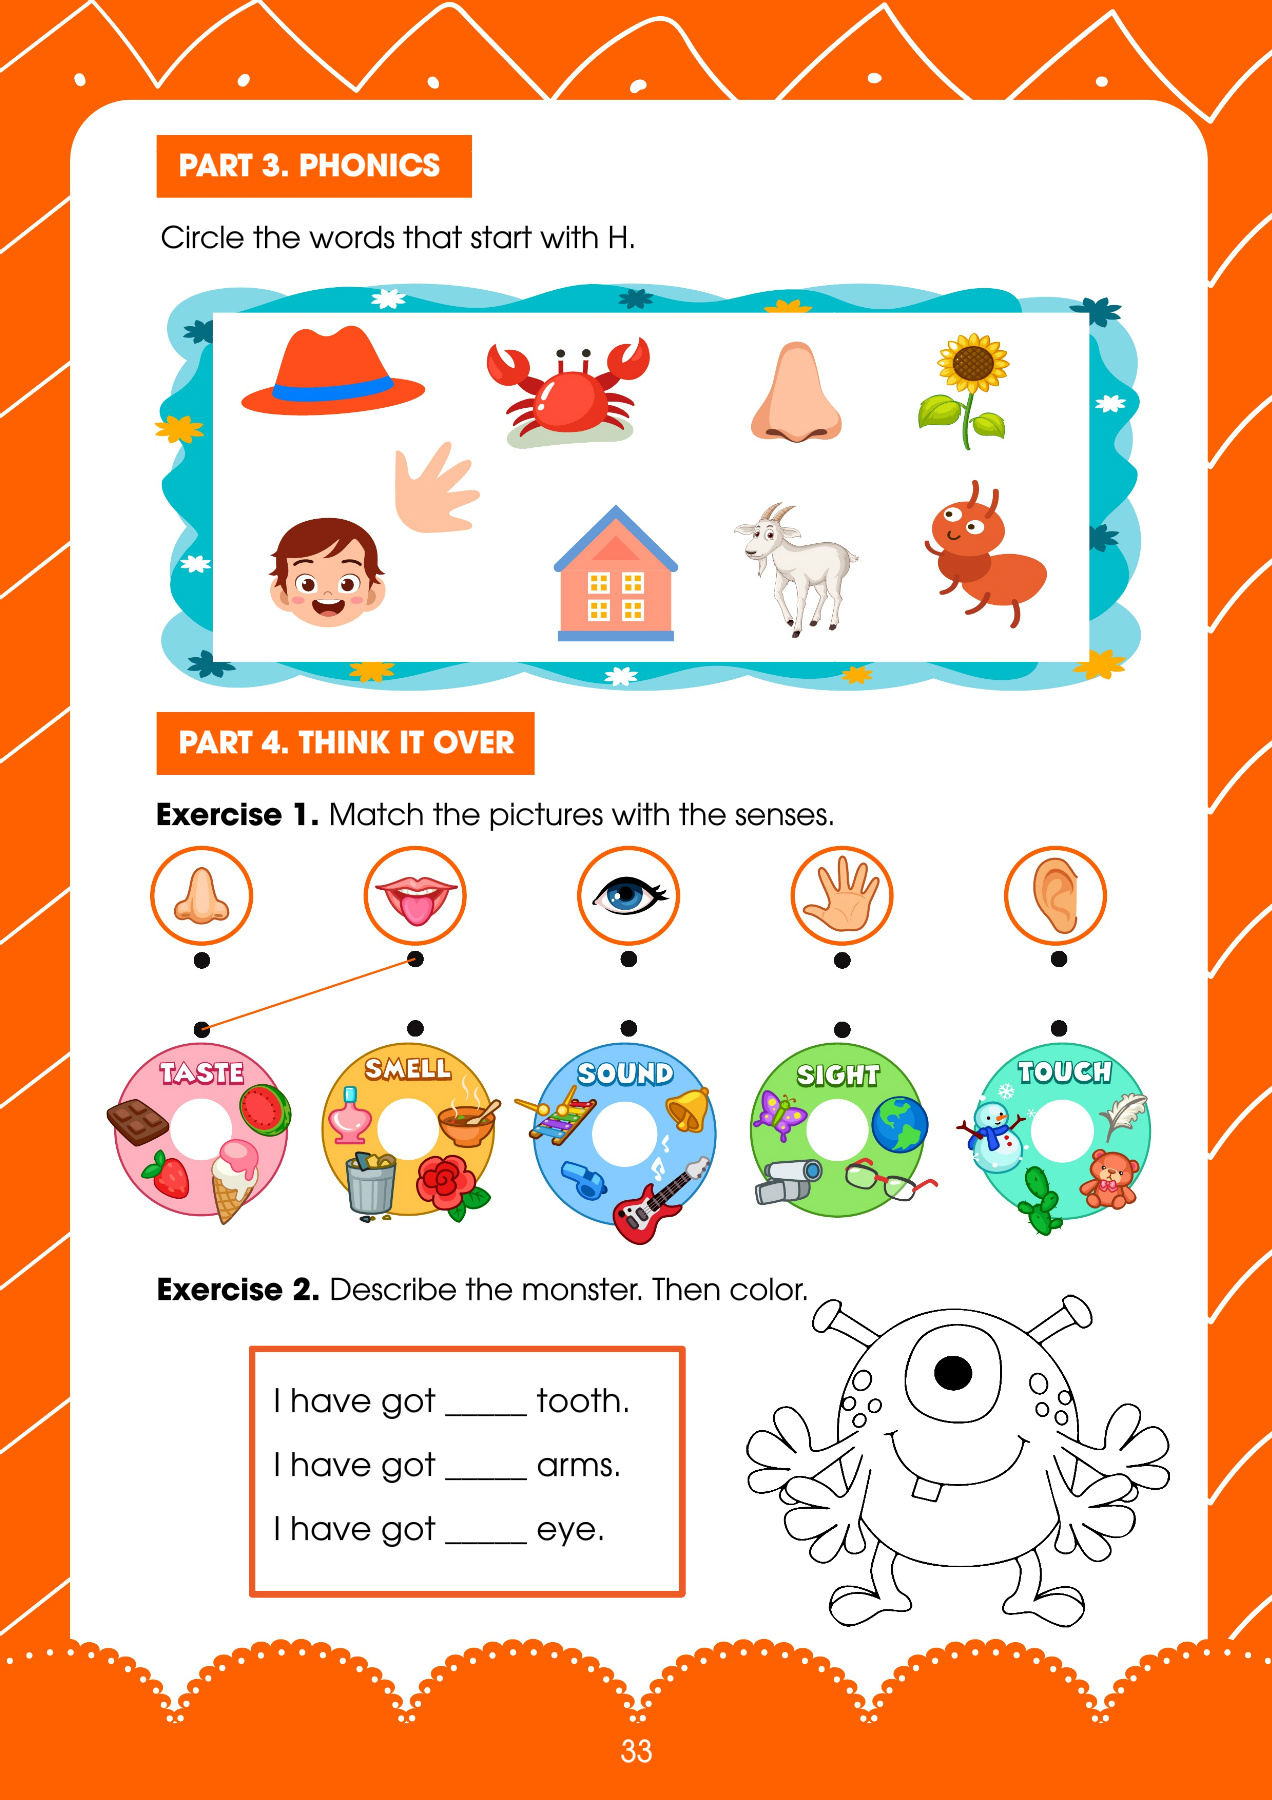 PART 3. PHONICS
Circle the words that start with H.
PART 4. THINK IT OVER
Exercise 1. Match the pictures with the senses.
TASTE
SMELL
SOUND
SIGHT
TOUCH
Exercise 2. Describe the monster. Then color.
I have got _____ tooth.
I have got _____ arms.
I have got _____ eye.
33